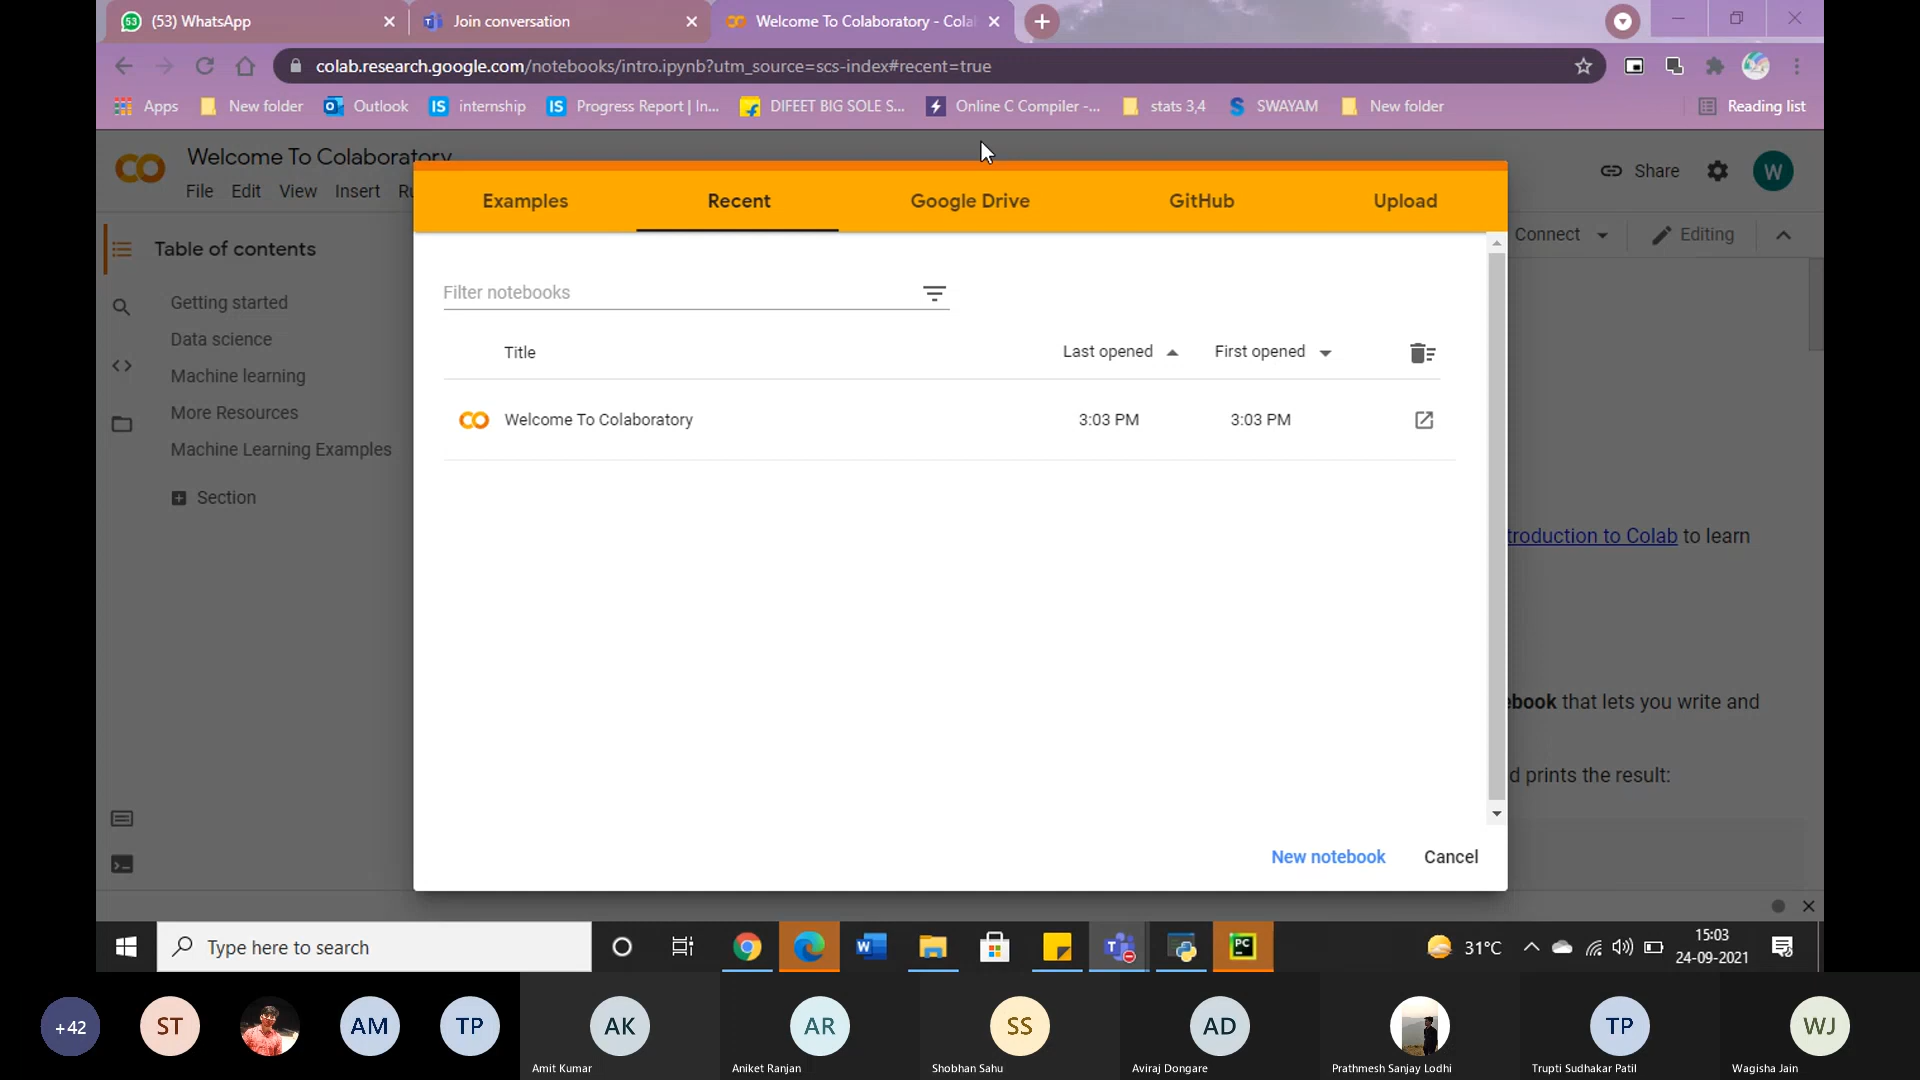 53 (53) WhatsApp
Join conversation
Welcome To Colaboratory - Cola
colab.research.google.com/notebooks/intro.ipynb?utm_source=scs-index#recent=true
Apps New folder Outlook IS internship IS Progress Report | In... DIFEET BIG SOLE S... Online C Compiler -... stats 3,4 SWAYAM New folder Reading list
Welcome To Colaboratory
File Edit View Insert Ru
Share W
Examples Recent Google Drive GitHub Upload
Connect Editing
Table of contents
Getting started
Data science
Machine learning
More Resources
Machine Learning Examples
Section
Filter notebooks
Title Last opened First opened
Welcome To Colaboratory 3:03 PM 3:03 PM
troduction to Colab to learn
ebook that lets you write and
d prints the result:
New notebook Cancel
Type here to search
W
PC
31°C
15:03
24-09-2021
+42 ST AM TP AK AR SS AD TP WJ
Amit Kumar Aniket Ranjan Shobhan Sahu Aviraj Dongare Prathmesh Sanjay Lodhi Trupti Sudhakar Patil Wagisha Jain